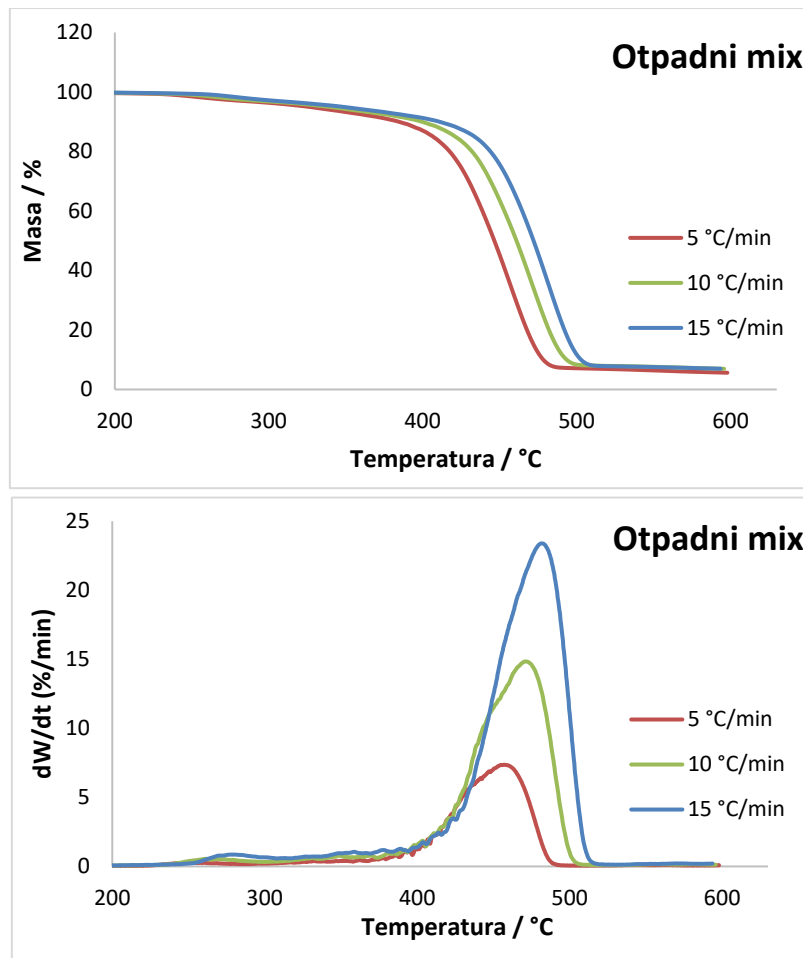 120
Otpadni mix
100
80
Masa / %
60
5 °C/min
40
10 °C/min
20
15 °C/min
0
200 300 400 500 600
Temperatura / °C
25
Otpadni mix
20
dW/dt (%/min)
15
5 °C/min
10
10 °C/min
5
15 °C/min
0
200 300 400 500 600
Temperatura / °C